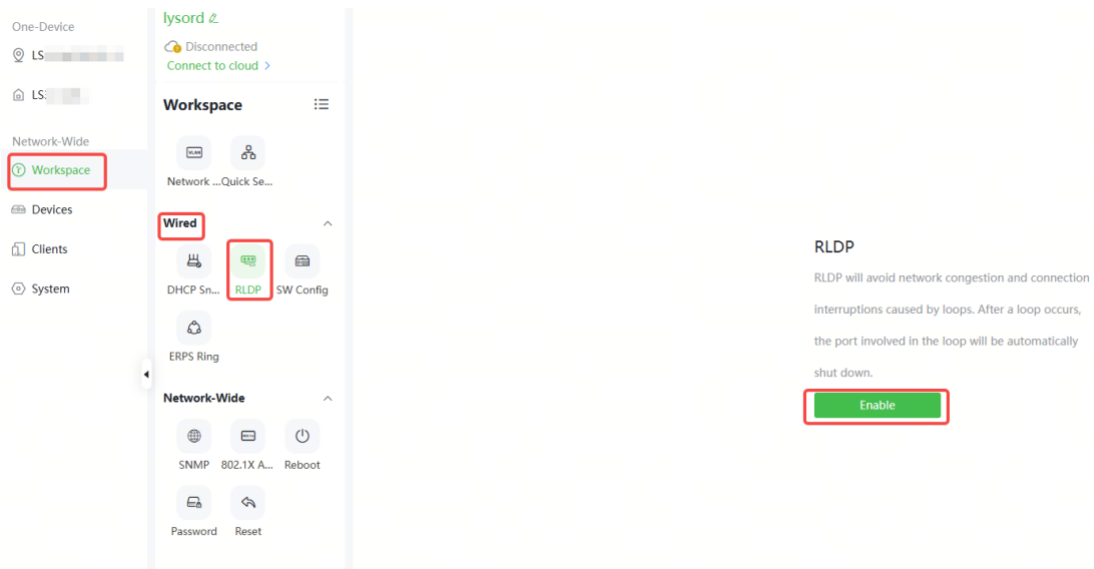 One-Device
LS
LS
Network-Wide
Workspace
Devices
Clients
System
lysord
Disconnected
Connect to cloud >
Workspace
VLAN
Network ... Quick Se...
Wired
DHCP Sn... RLDP SW Config
ERPS Ring
Network-Wide
SNMP 802.1X A... Reboot
Password Reset
RLDP
RLDP will avoid network congestion and connection
interruptions caused by loops. After a loop occurs,
the port involved in the loop will be automatically
shut down.
Enable